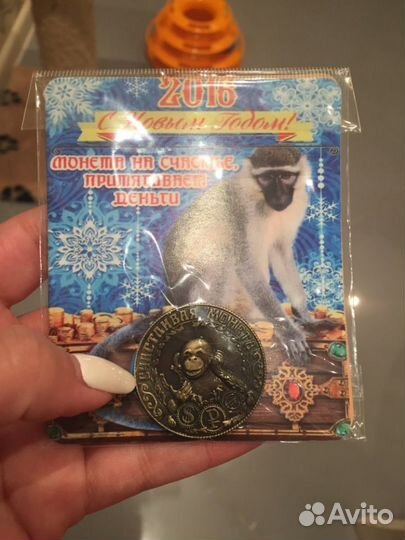 2016
С Новым Годом!
МОНЕТА НА СЧАСТЬЕ,
ПРИТЯГИВАЕТ
ДЕНЬГИ
СЧАСТЛИВАЯ МОНЕТА
$ ₽ €
Avito